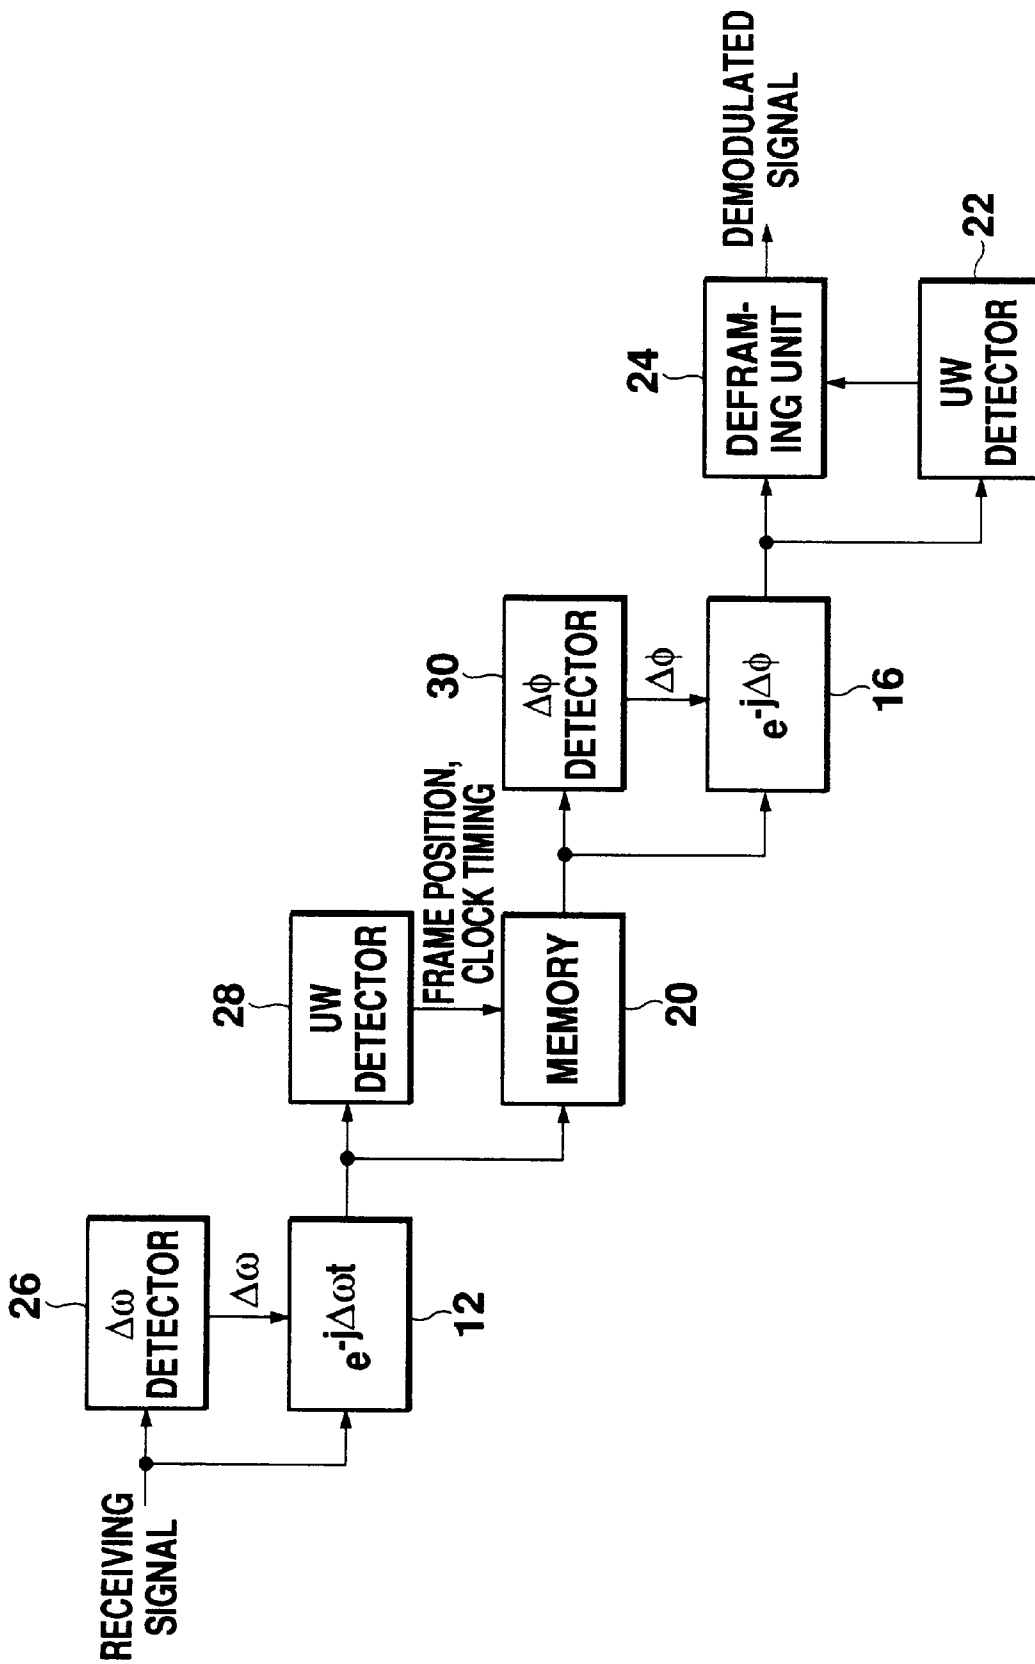 RECEIVING
SIGNAL
26
Δω
DETECTOR
Δω
e-jΔωt
12
28
UW
DETECTOR
FRAME POSITION,
CLOCK TIMING
MEMORY
20
30
Δϕ
DETECTOR
Δϕ
e-jΔϕ
16
24
DEFRAM-
ING UNIT
DEMODULATED
SIGNAL
22
UW
DETECTOR